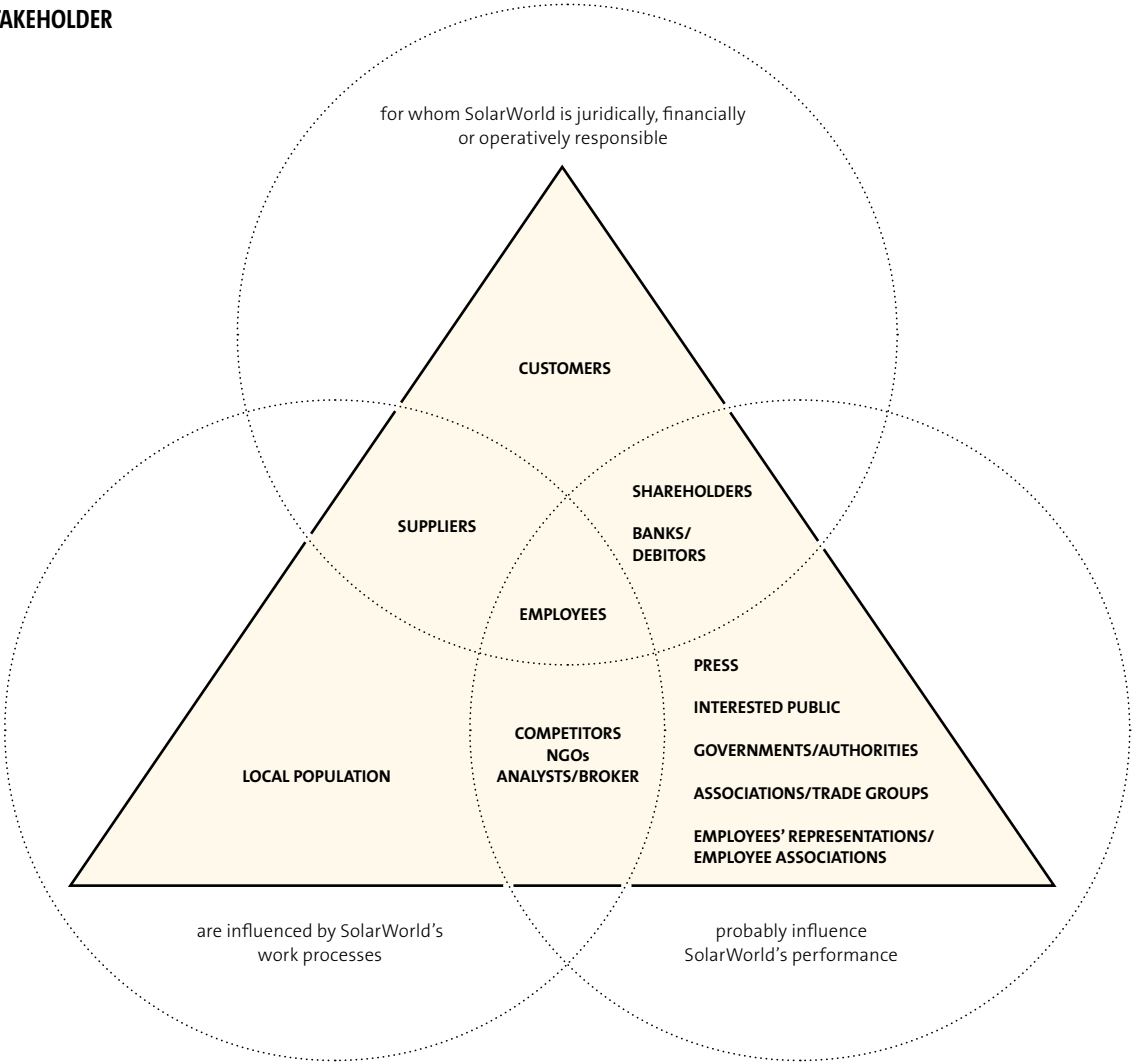 TAKEHOLDER
for whom SolarWorld is juridically, financially
or operatively responsible
CUSTOMERS
SHAREHOLDERS
SUPPLIERS
BANKS/
DEBITORS
EMPLOYEES
PRESS
INTERESTED PUBLIC
COMPETITORS
NGOs
ANALYSTS/BROKER
GOVERNMENTS/AUTHORITIES
LOCAL POPULATION
ASSOCIATIONS/TRADE GROUPS
EMPLOYEES’ REPRESENTATIONS/
EMPLOYEE ASSOCIATIONS
are influenced by SolarWorld’s
work processes
probably influence
SolarWorld’s performance